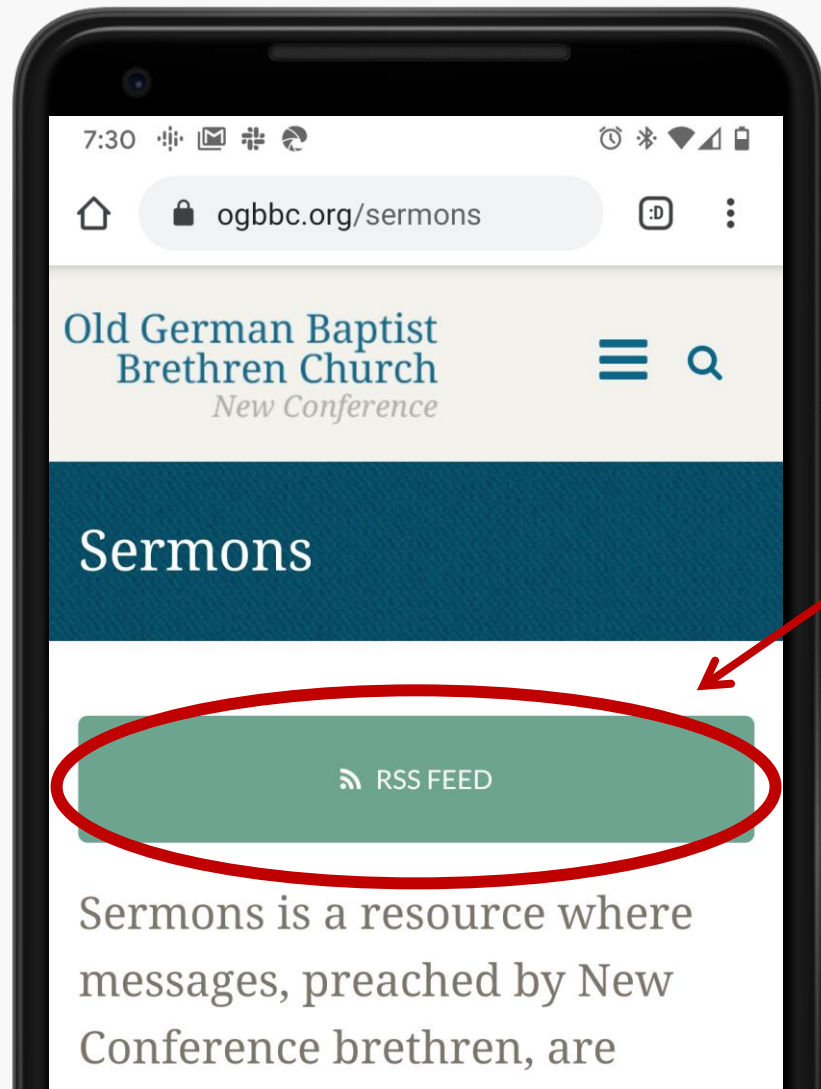 7:30
ogbbc.org/sermons
:D
Old German Baptist
Brethren Church
New Conference
Sermons
RSS FEED
Sermons is a resource where
messages, preached by New
Conference brethren, are